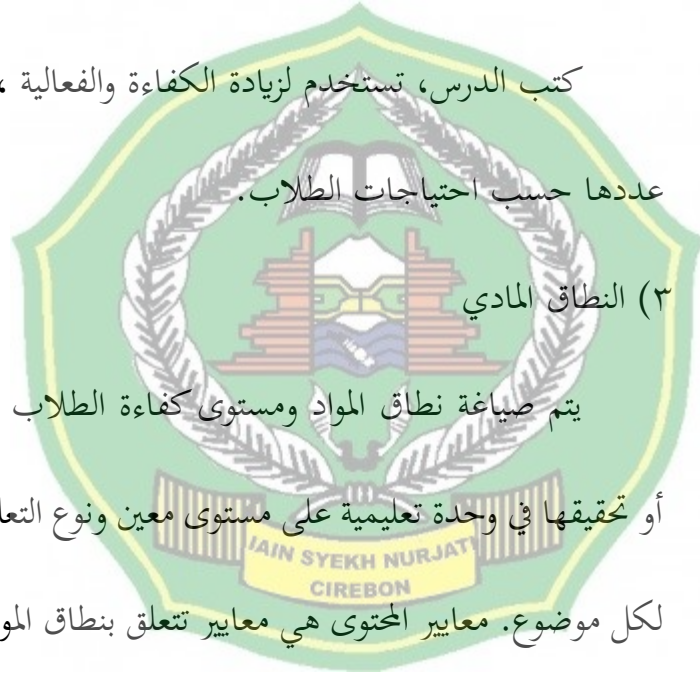 كتب الدرس، تستخدم لزيادة الكفاءة والفعالية ،
عددها حسب احتياجات الطلاب.
٣) النطاق المادي
يتم صياغة نطاق المواد ومستوى كفاءة الطلاب
أو تحقيقها في وحدة تعليمية على مستوى معين ونوع
IAIN SYEKH NURJATI
CIREBON
لكل موضوع. معايير المحتوى هي معايير تتعلق بنطاق